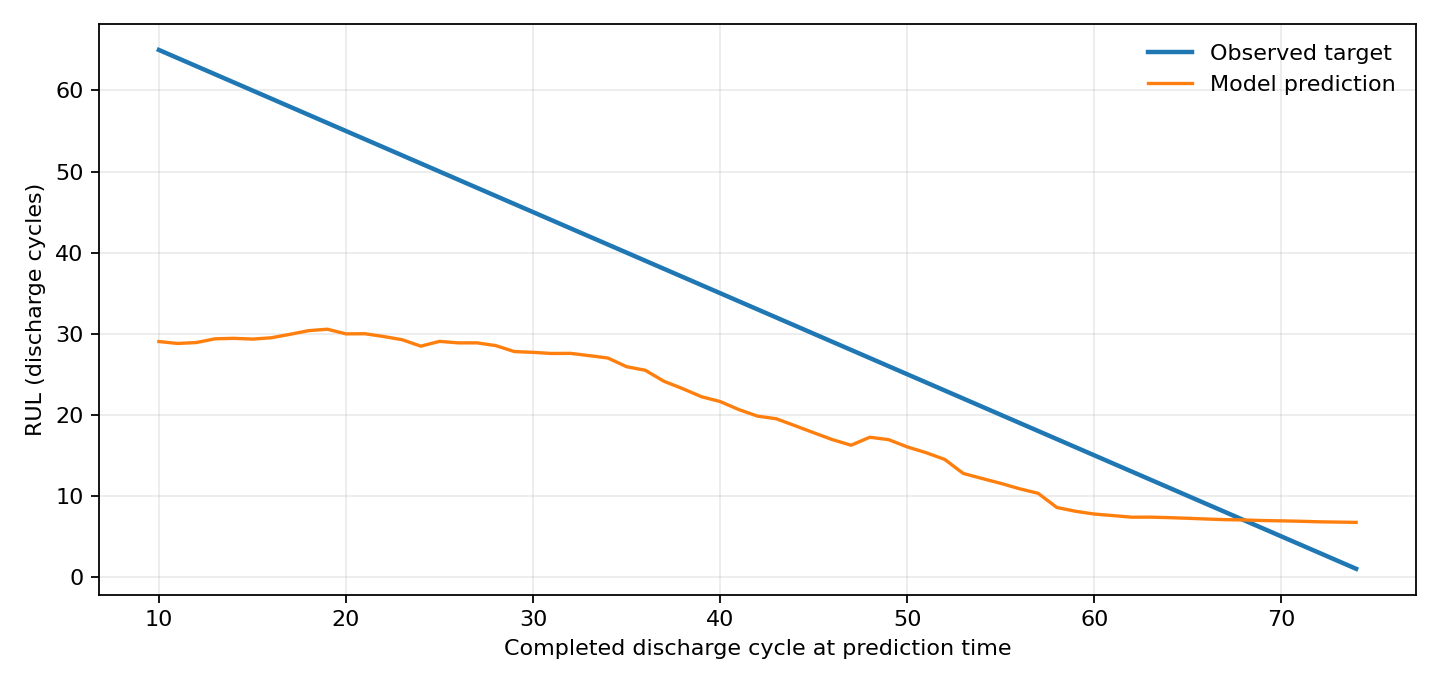 Observed target
Model prediction
RUL (discharge cycles)
60
50
40
30
20
10
0
10 20 30 40 50 60 70
Completed discharge cycle at prediction time